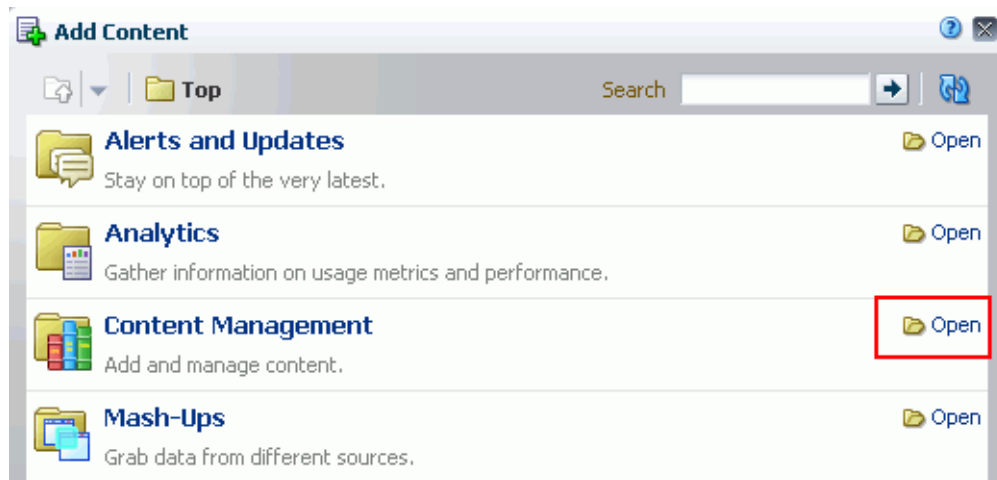 Add Content
Top Search
Alerts and Updates Open
Stay on top of the very latest.
Analytics Open
Gather information on usage metrics and performance.
Content Management Open
Add and manage content.
Mash-Ups Open
Grab data from different sources.